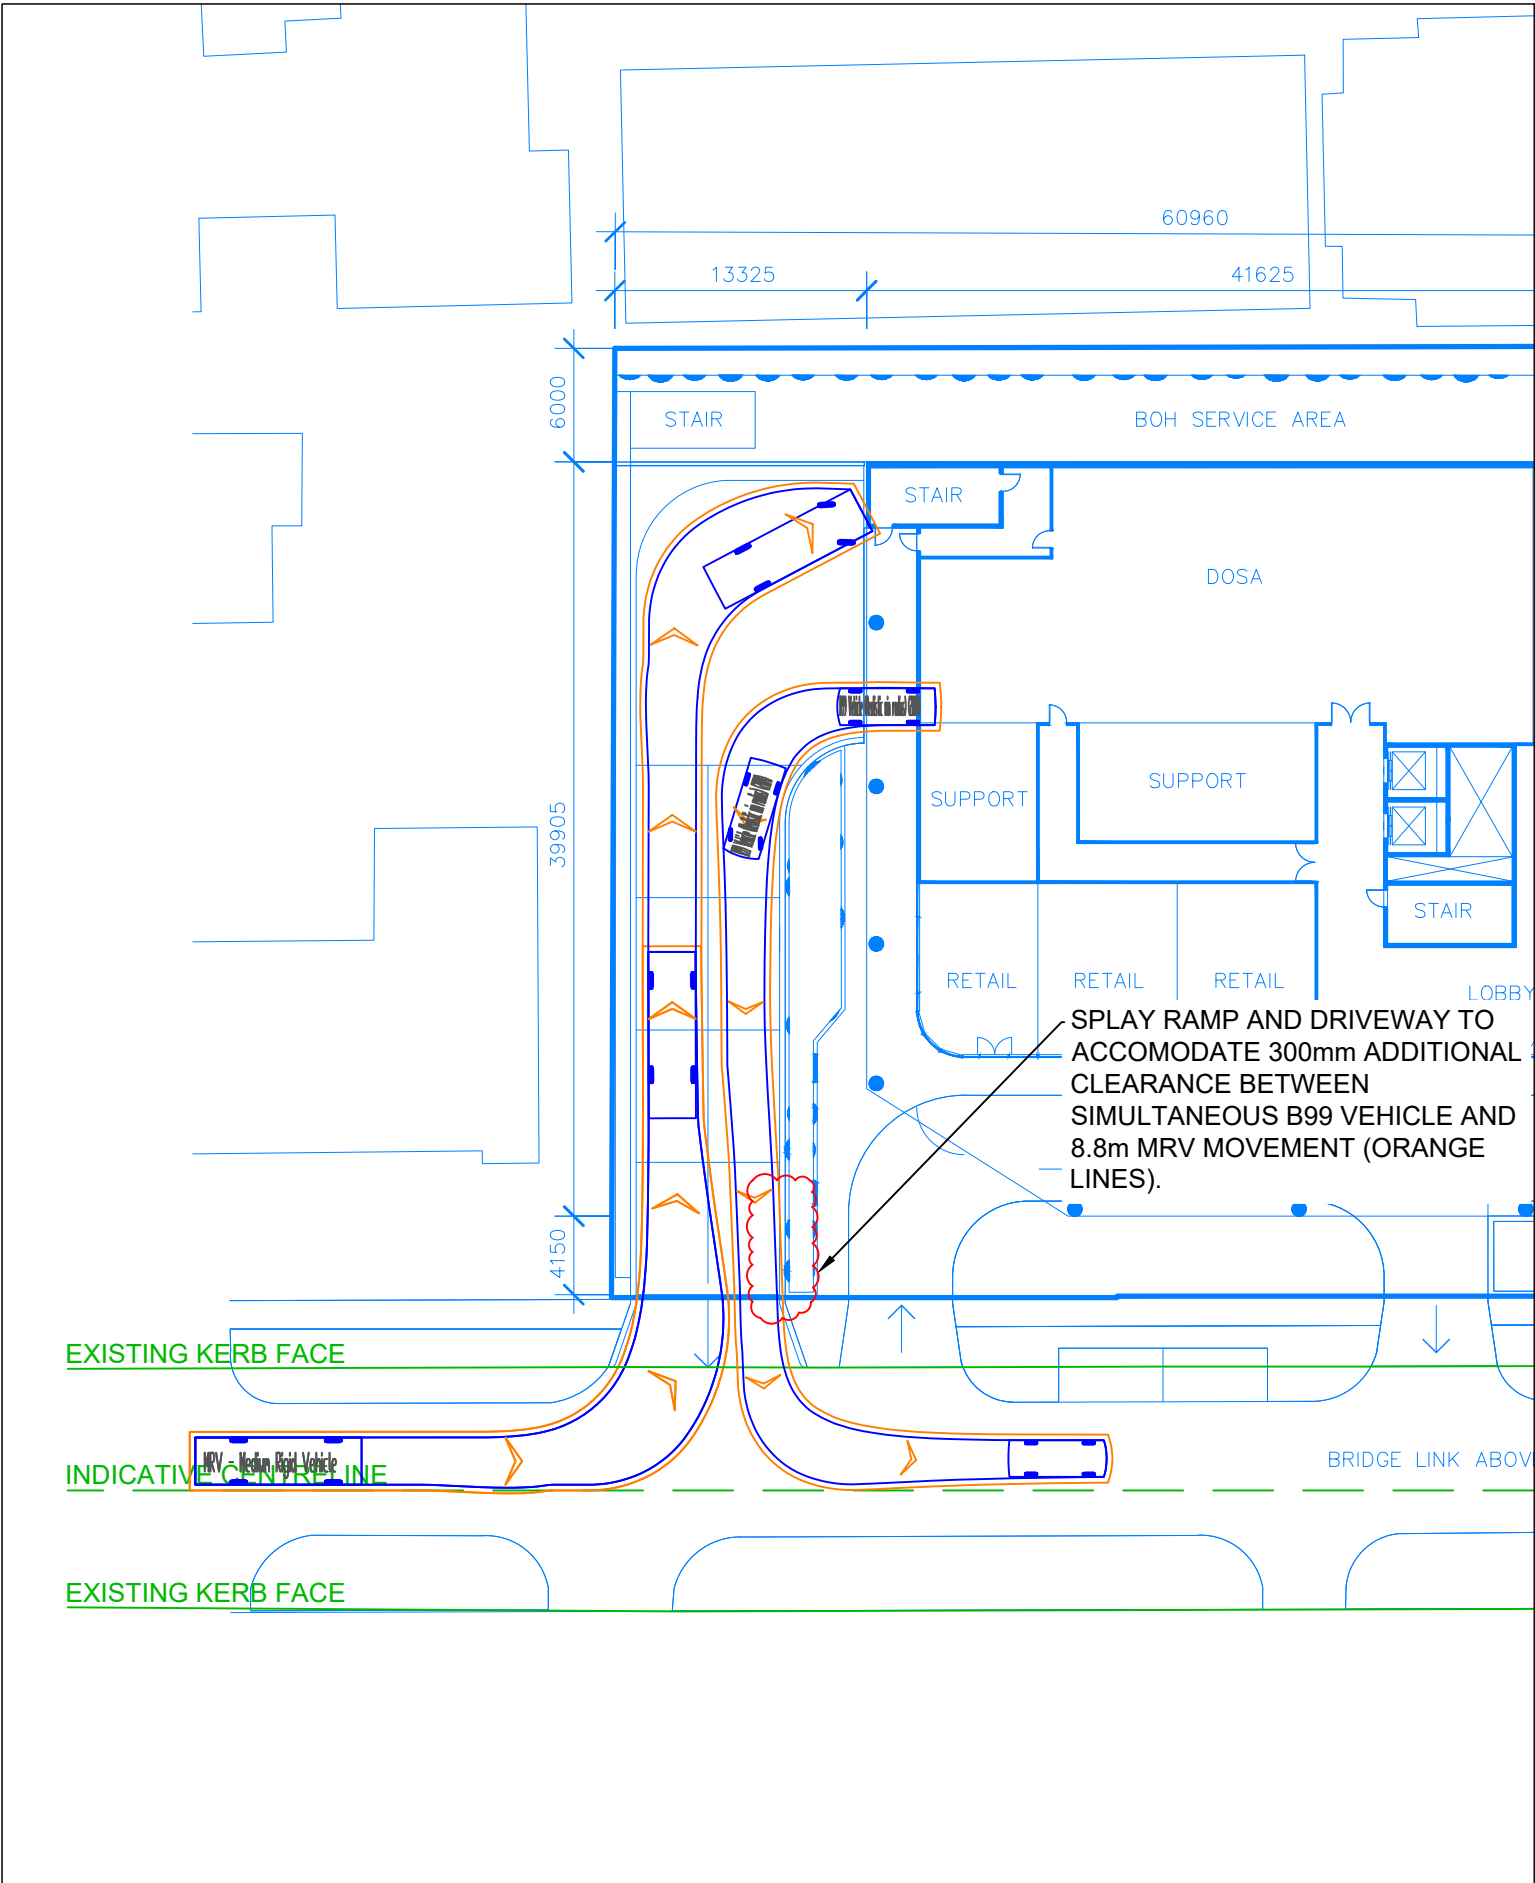 60960
13325
41625
6000
STAIR
BOH SERVICE AREA
STAIR
DOSA
39905
SUPPORT
SUPPORT
STAIR
RETAIL
RETAIL
RETAIL
LOBBY
SPLAY RAMP AND DRIVEWAY TO
ACCOMODATE 300mm ADDITIONAL
CLEARANCE BETWEEN
SIMULTANEOUS B99 VEHICLE AND
8.8m MRV MOVEMENT (ORANGE
LINES).
4150
EXISTING KERB FACE
MRV - Medium Rigid Vehicle
INDICATIVE CENTRELINE
BRIDGE LINK ABOV
EXISTING KERB FACE